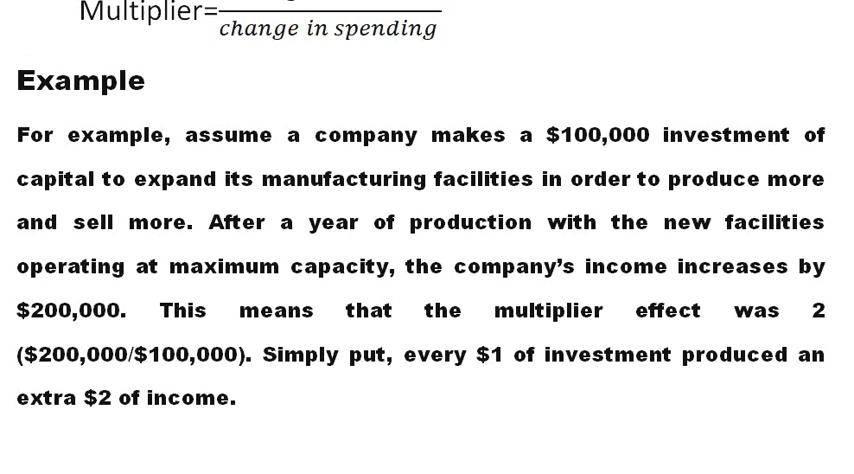 Multiplier=
change in spending
Example
For example, assume a company makes a $100,000 investment of
capital to expand its manufacturing facilities in order to produce more
and sell more. After a year of production with the new facilities
operating at maximum capacity, the company’s income increases by
$200,000. This means that the multiplier effect was 2
($200,000/$100,000). Simply put, every $1 of investment produced an
extra $2 of income.